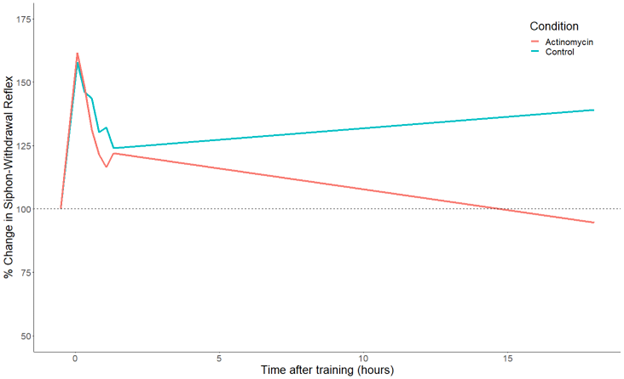 175
150
125
100
75
50
% Change in Siphon-Withdrawal Reflex
Condition
Actinomycin
Control
0 5 10 15
Time after training (hours)